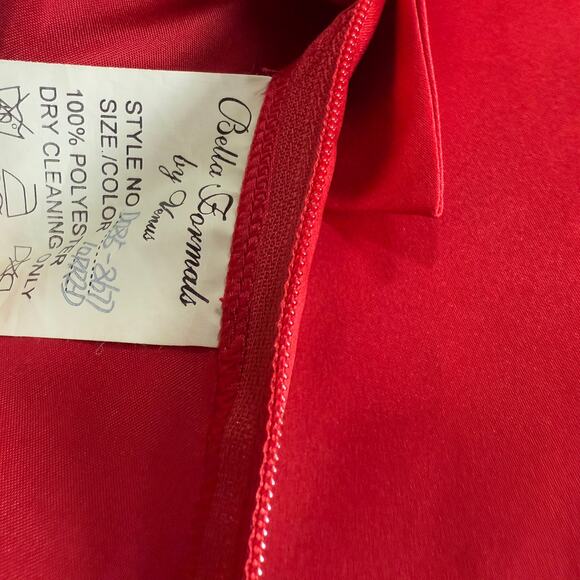 Bella Formals
by Venus
STYLE NO
SIZE./COLOR
100% POLYESTER
DRY CLEANING ONLY